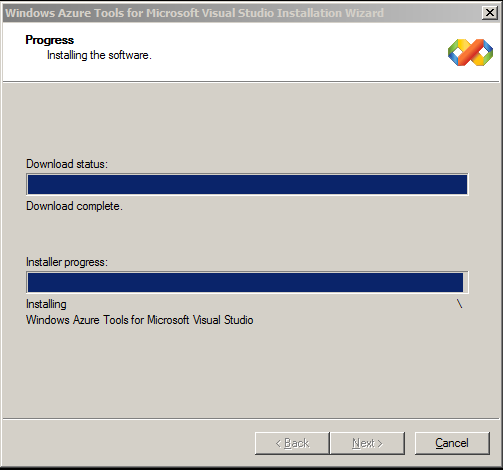 Windows Azure Tools for Microsoft Visual Studio Installation Wizard
Progress
Installing the software.
Download status:
Download complete.
Installer progress:
Installing \
Windows Azure Tools for Microsoft Visual Studio
< Back Next > Cancel